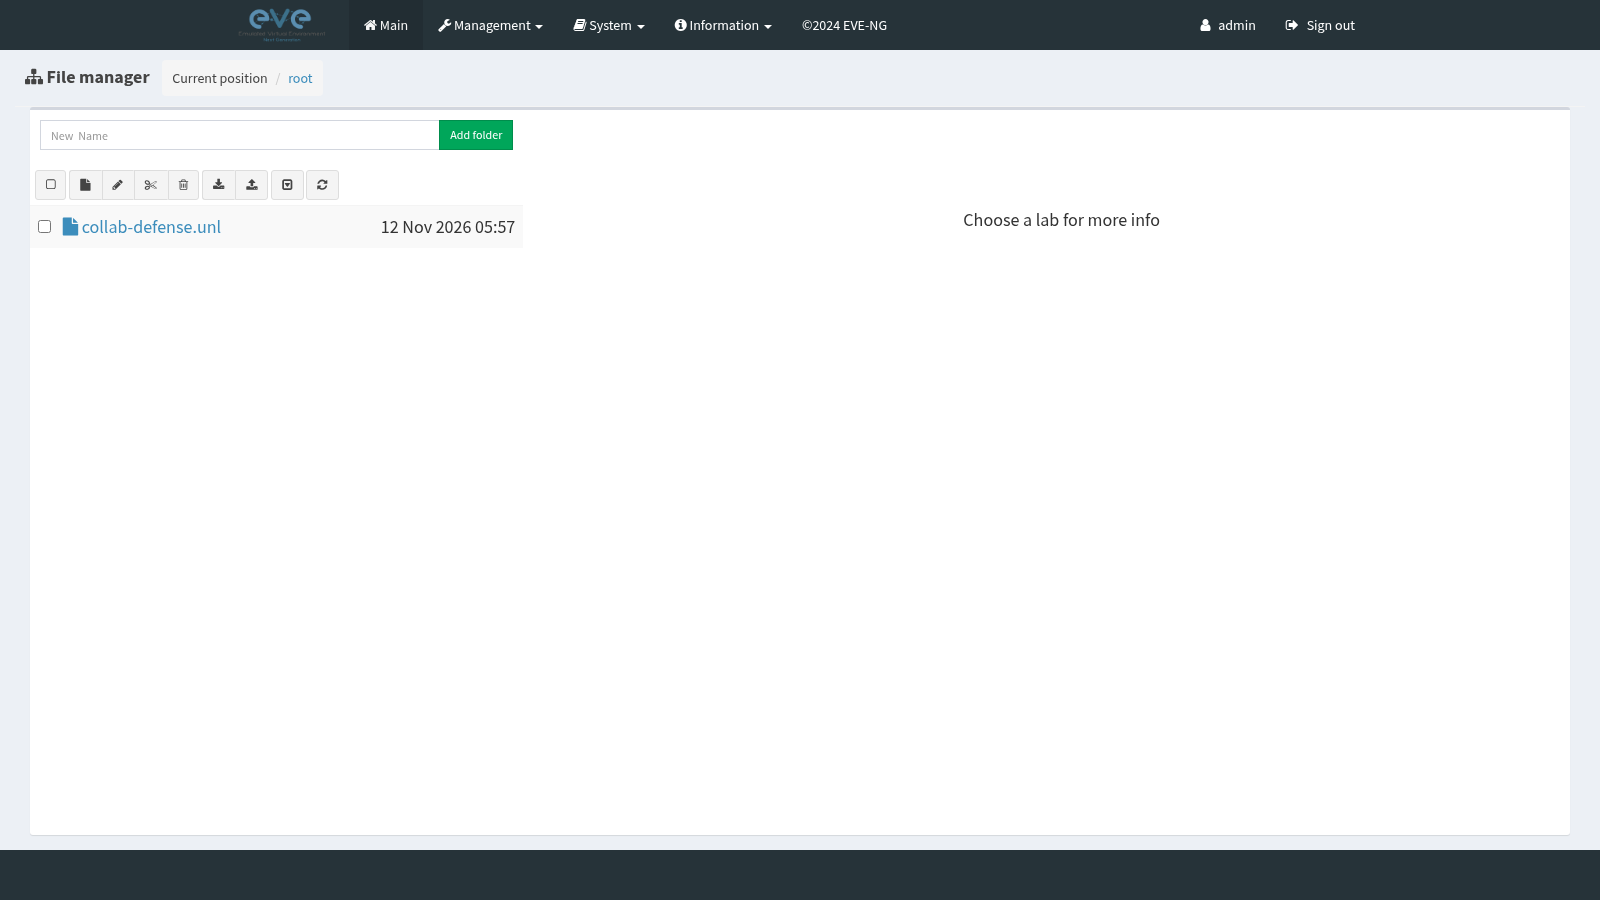 eve
Main
Management
System
Information
©2024 EVE-NG
admin
Sign out
File manager
Current position / root
New Name
Add folder
collab-defense.unl
12 Nov 2026 05:57
Choose a lab for more info